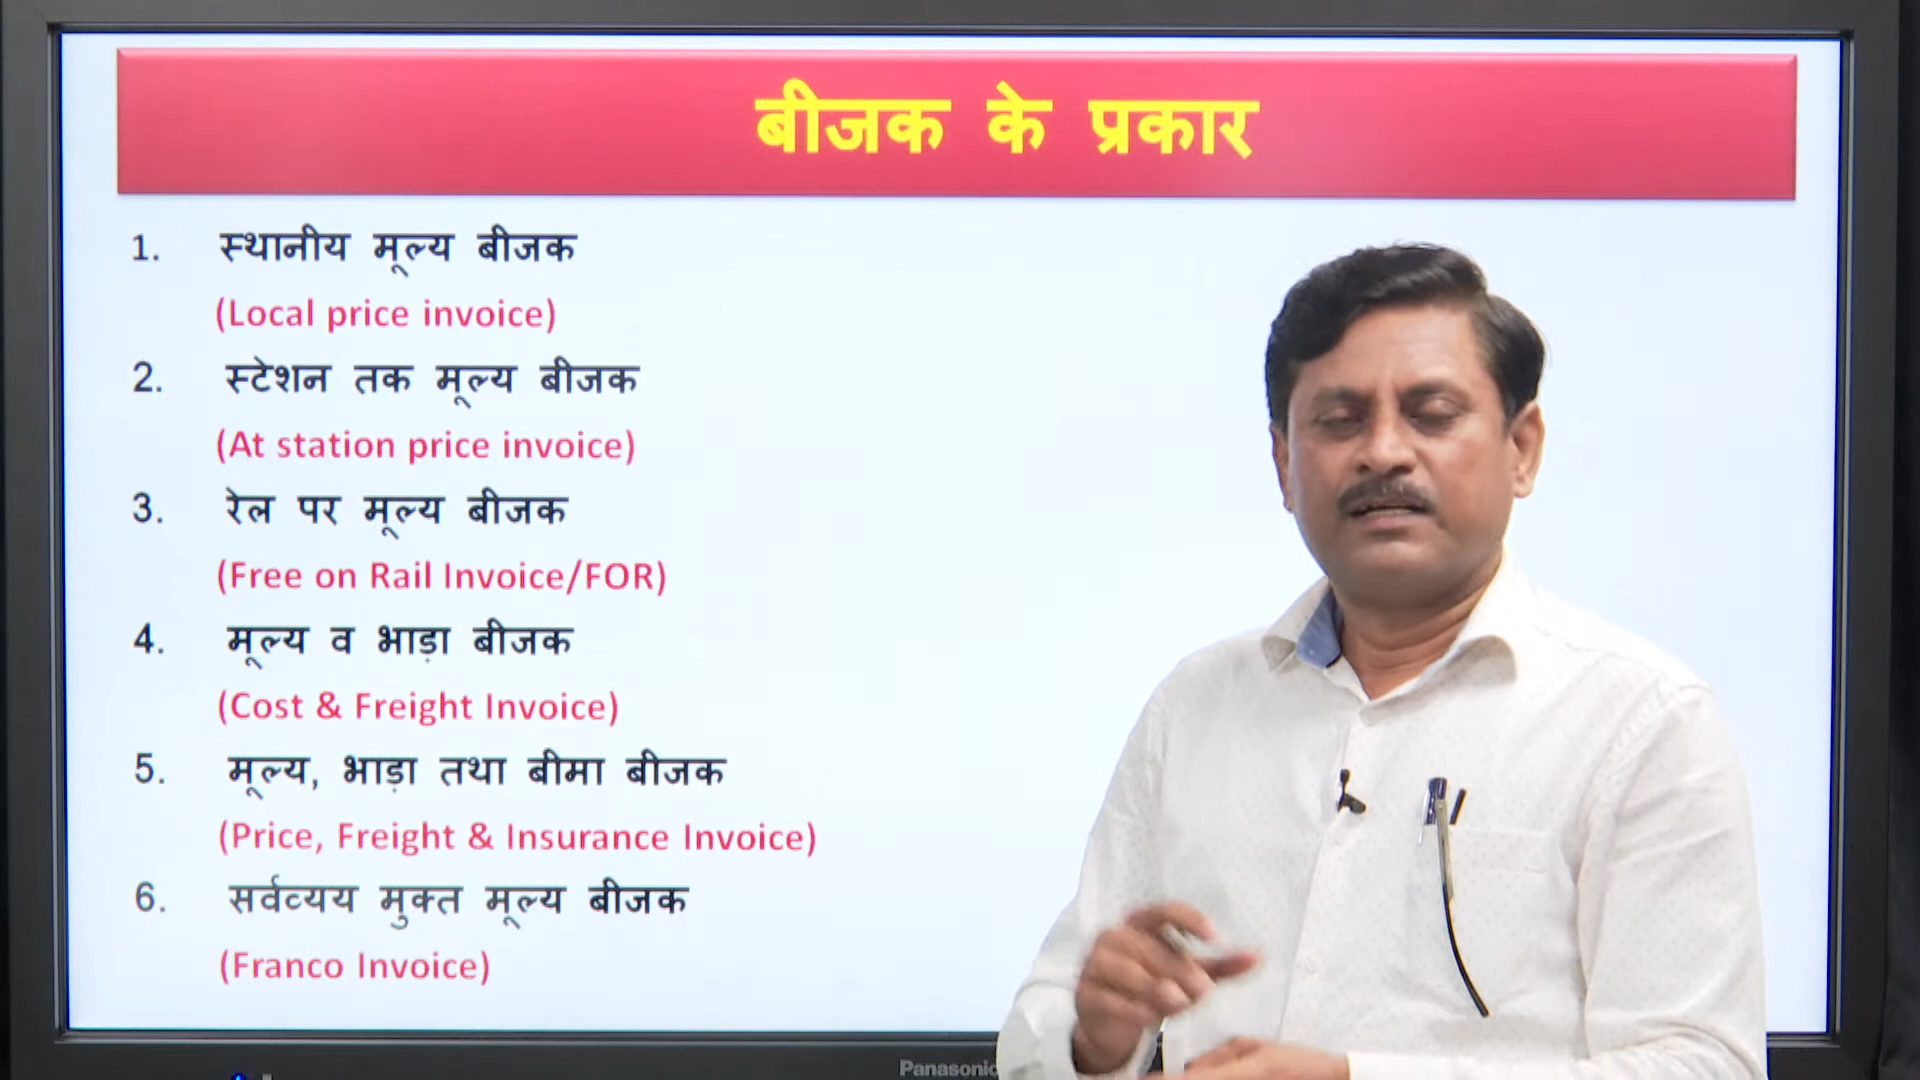 बीजक के प्रकार
1. स्थानीय मूल्य बीजक
(Local price invoice)
2. स्टेशन तक मूल्य बीजक
(At station price invoice)
3. रेल पर मूल्य बीजक
(Free on Rail Invoice/FOR)
4. मूल्य व भाड़ा बीजक
(Cost & Freight Invoice)
5. मूल्य, भाड़ा तथा बीमा बीजक
(Price, Freight & Insurance Invoice)
6. सर्वव्यय मुक्त मूल्य बीजक
(Franco Invoice)
Panasonic